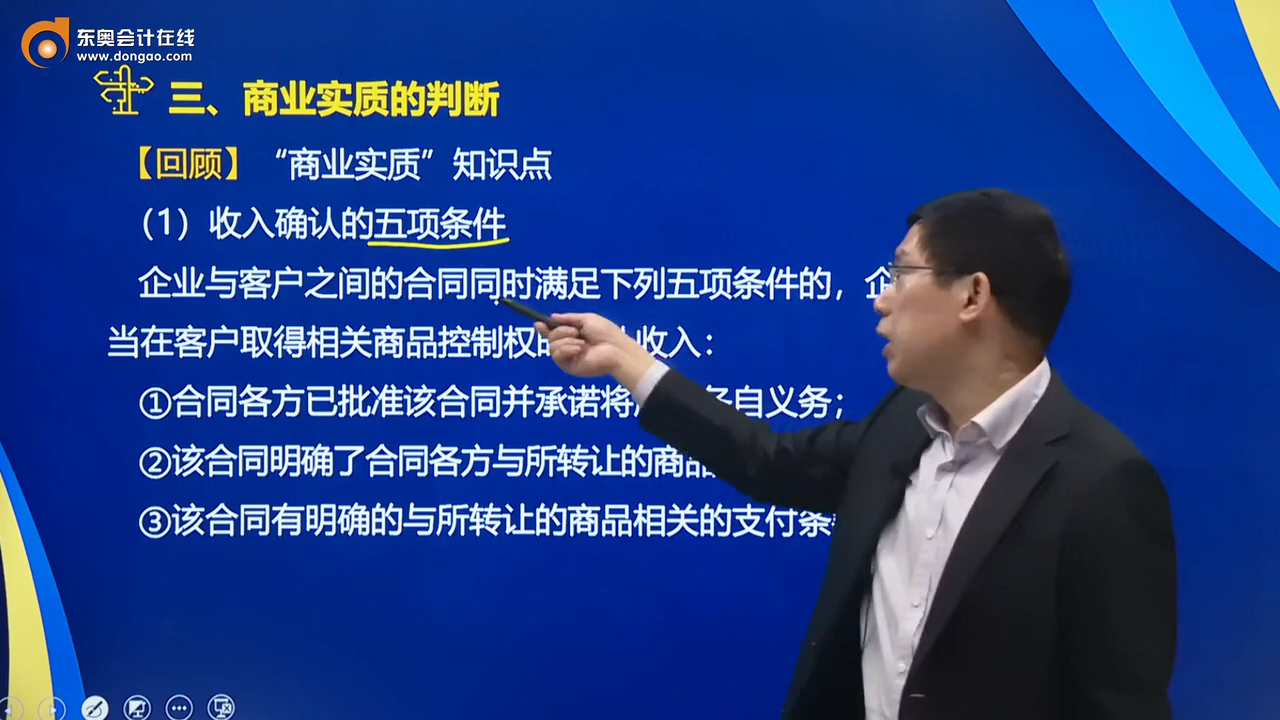 东奥会计在线
www.dongao.com
三、商业实质的判断
【回顾】“商业实质”知识点
（1）收入确认的五项条件
企业与客户之间的合同同时满足下列五项条件的，企
当在客户取得相关商品控制权 收入：
①合同各方已批准该合同并承诺将 各自义务；
②该合同明确了合同各方与所转让的商品
③该合同有明确的与所转让的商品相关的支付条